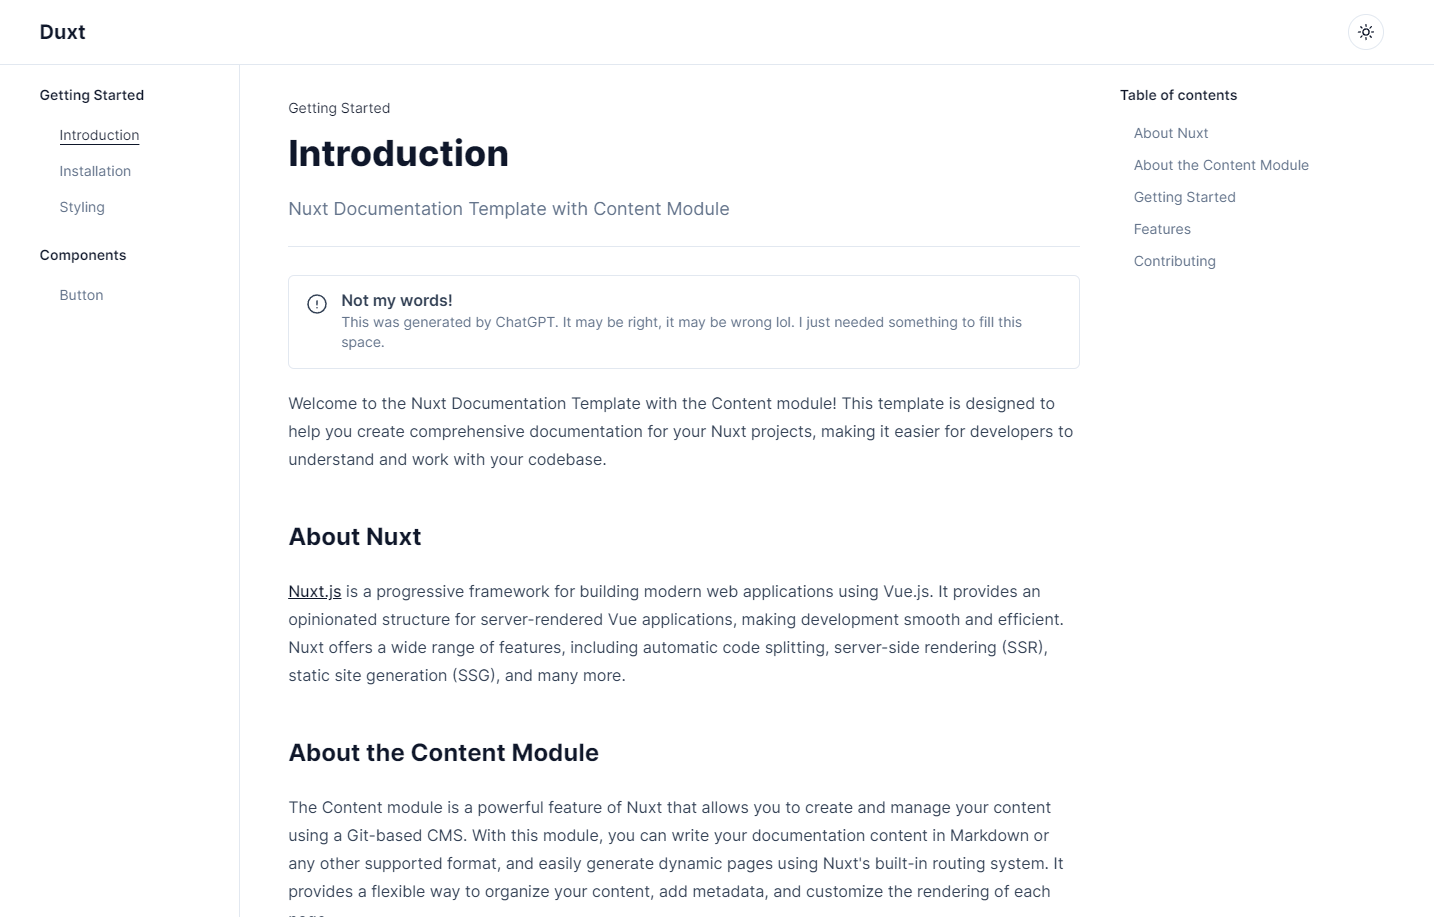 Duxt
Getting Started
Introduction
Installation
Styling
Components
Button
Getting Started
Introduction
Nuxt Documentation Template with Content Module
Not my words!
This was generated by ChatGPT. It may be right, it may be wrong lol. I just needed something to fill this
space.
Welcome to the Nuxt Documentation Template with the Content module! This template is designed to
help you create comprehensive documentation for your Nuxt projects, making it easier for developers to
understand and work with your codebase.
About Nuxt
Nuxt.js is a progressive framework for building modern web applications using Vue.js. It provides an
opinionated structure for server-rendered Vue applications, making development smooth and efficient.
Nuxt offers a wide range of features, including automatic code splitting, server-side rendering (SSR),
static site generation (SSG), and many more.
About the Content Module
The Content module is a powerful feature of Nuxt that allows you to create and manage your content
using a Git-based CMS. With this module, you can write your documentation content in Markdown or
any other supported format, and easily generate dynamic pages using Nuxt's built-in routing system. It
provides a flexible way to organize your content, add metadata, and customize the rendering of each
Table of contents
About Nuxt
About the Content Module
Getting Started
Features
Contributing